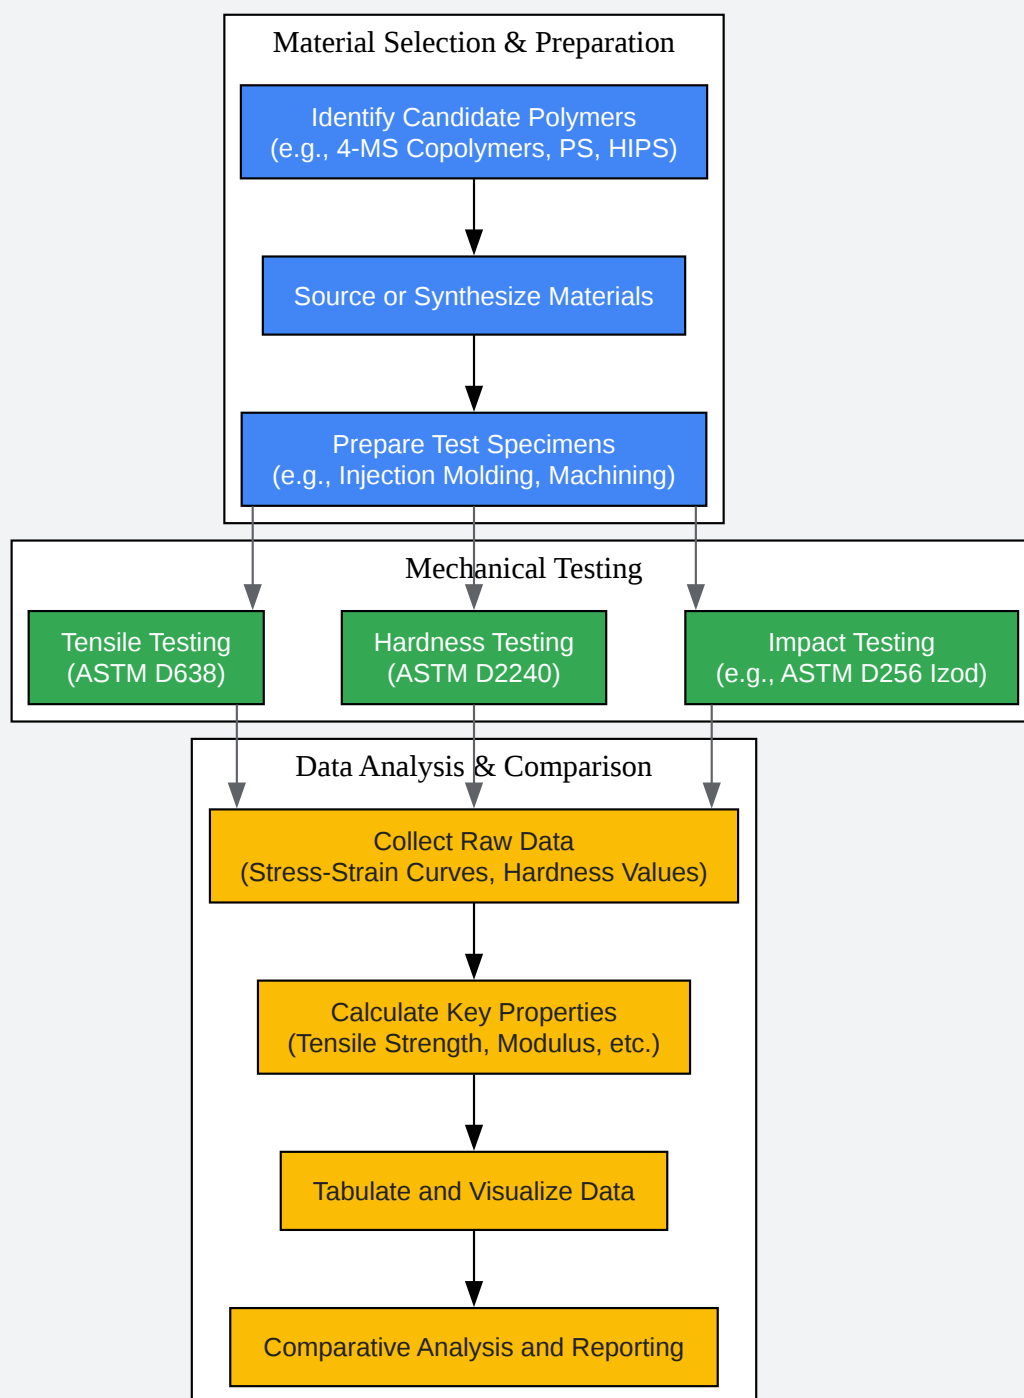 Material Selection & Preparation
Identify Candidate Polymers
(e.g., 4-MS Copolymers, PS, HIPS)
Source or Synthesize Materials
Prepare Test Specimens
(e.g., Injection Molding, Machining)
Mechanical Testing
Tensile Testing
(ASTM D638)
Hardness Testing
(ASTM D2240)
Impact Testing
(e.g., ASTM D256 Izod)
Data Analysis & Comparison
Collect Raw Data
(Stress-Strain Curves, Hardness Values)
Calculate Key Properties
(Tensile Strength, Modulus, etc.)
Tabulate and Visualize Data
Comparative Analysis and Reporting